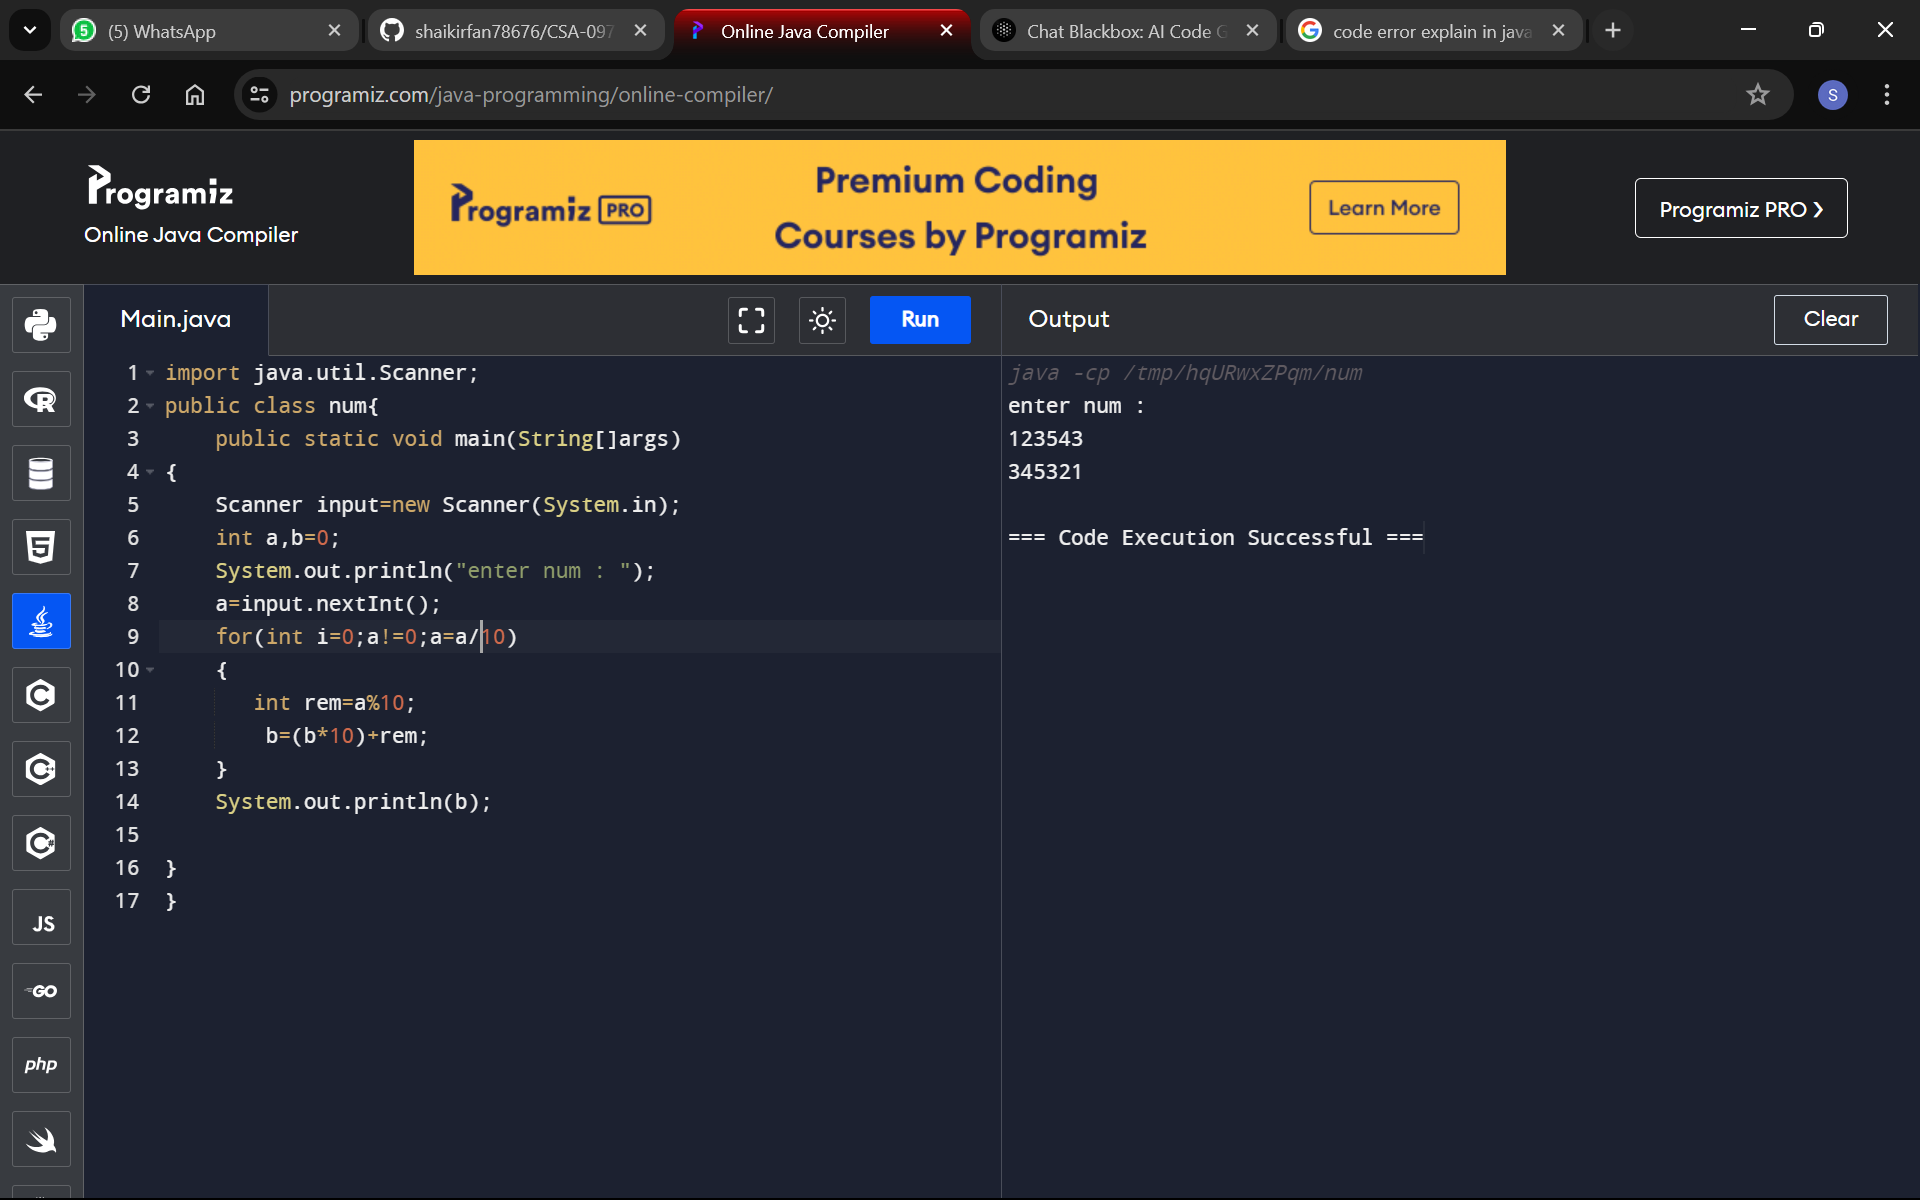 (5) WhatsApp
shaikirfan78676/CSA-097
Online Java Compiler
Chat Blackbox: AI Code G
code error explain in java
programiz.com/java-programming/online-compiler/
S
Programiz
Online Java Compiler
Programiz PRO
Premium Coding
Courses by Programiz
Learn More
Programiz PRO ❯
Main.java
Run
Output
Clear
1 import java.util.Scanner;
2 public class num{
3     public static void main(String[]args)
4 {
5     Scanner input=new Scanner(System.in);
6     int a,b=0;
7     System.out.println("enter num : ");
8     a=input.nextInt();
9     for(int i=0;a!=0;a=a/10)
10     {
11        int rem=a%10;
12         b=(b*10)+rem;
13     }
14     System.out.println(b);
15
16 }
17 }
java -cp /tmp/hqURwxZPqm/num
enter num :
123543
345321
=== Code Execution Successful ===
R
5
C
C
C#
JS
GO
php